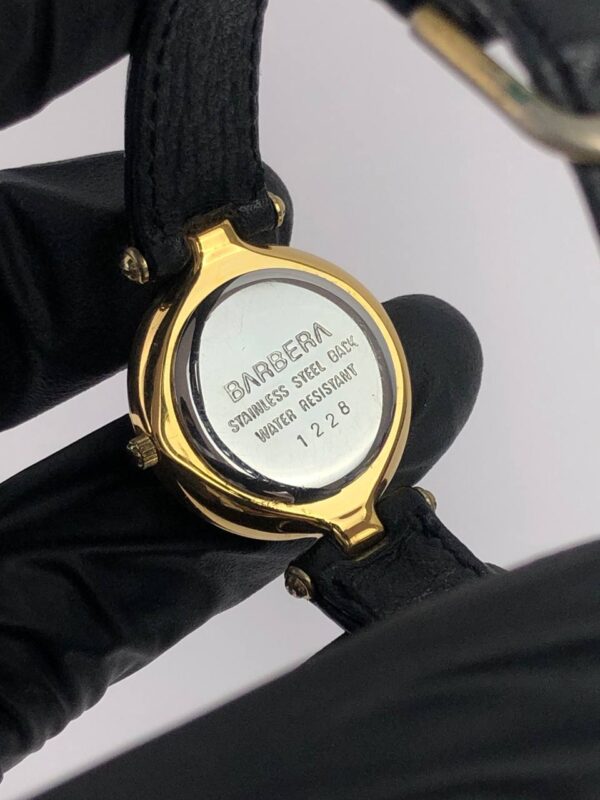 BARBERA
STAINLESS STEEL BACK
WATER RESISTANT
1228